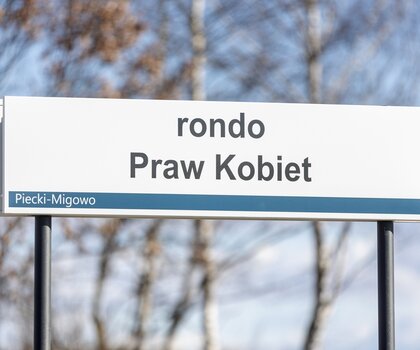 rondo
Praw Kobiet
Piecki-Migowo